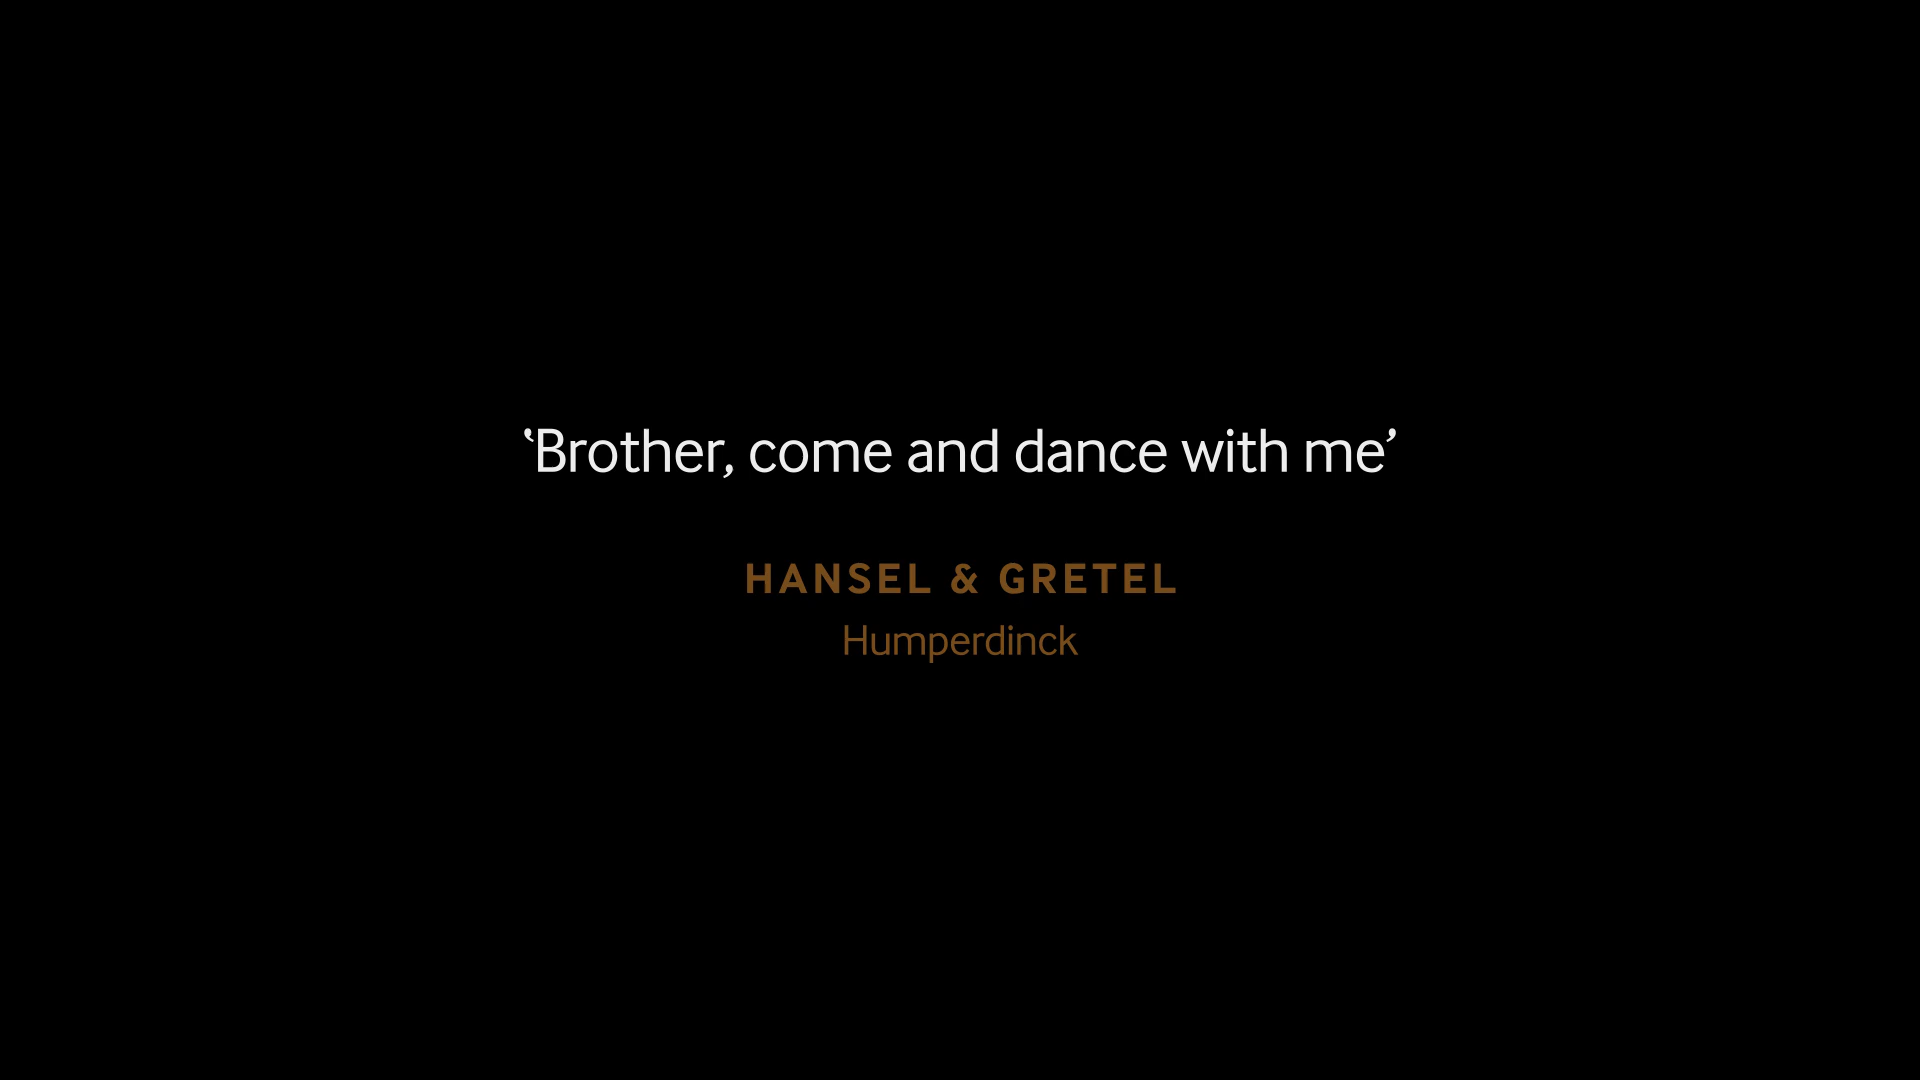 ‘Brother, come and dance with me’
HANSEL & GRETEL
Humperdinck